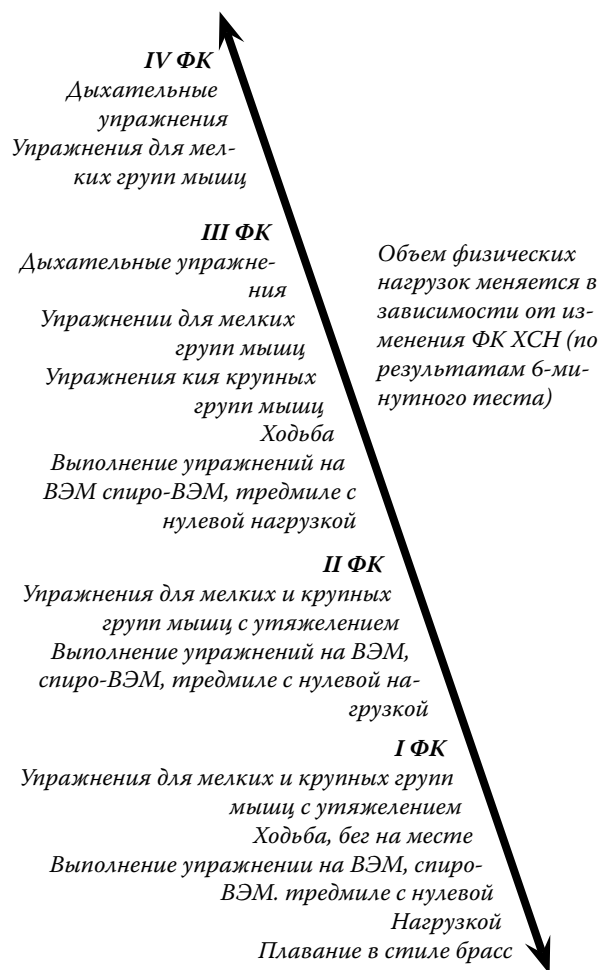 IV ФК
Дыхательные
упражнения
Упражнения для мел-
ких групп мышц
III ФК
Дыхательные упражне-
ния
Упражнении для мелких
групп мышц
Упражнения кия крупных
групп мышц
Ходьба
Выполнение упражнений на
ВЭМ спиро-ВЭМ, тредмиле с
нулевой нагрузкой
Объем физических
нагрузок меняется в
зависимости от из-
менения ФК ХСН (по
результатам 6-ми-
нутного теста)
II ФК
Упражнения для мелких и крупных
групп мышц с утяжелением
Выполнение упражнений на ВЭМ,
спиро-ВЭМ, тредмиле с нулевой на-
грузкой
I ФК
Упражнения для мелких и крупных групп
мышц с утяжелением
Ходьба, бег на месте
Выполнение упражнении на ВЭМ, спиро-
ВЭМ. тредмиле с нулевой
Нагрузкой
Плавание в стиле брасс